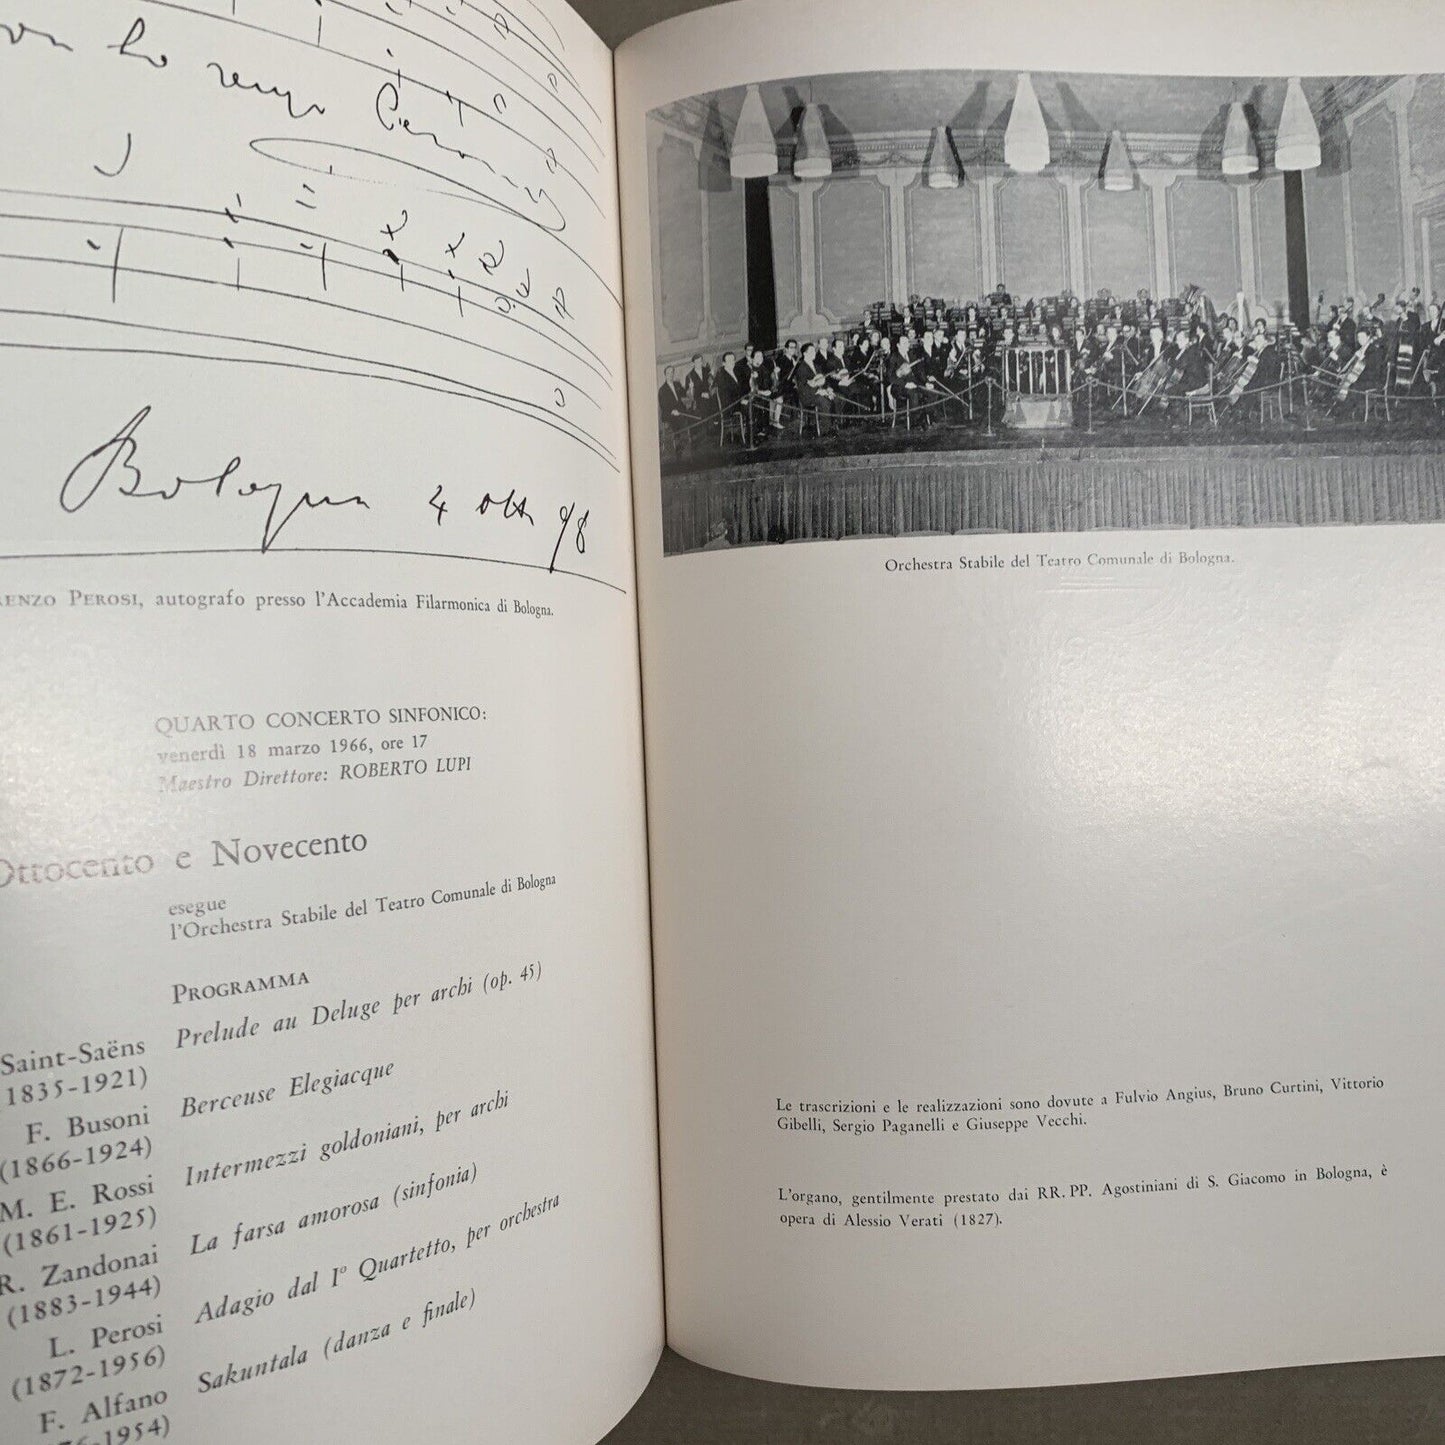 Bologna 4 ott 98
PEROSI, autografo presso l'Accademia Filarmonica di Bologna.
QUARTO CONCERTO SINFONICO:
venerdì 18 marzo 1966, ore 17
Maestro Direttore: ROBERTO LUPI
Ottocento e Novecento
esegue
l'Orchestra Stabile del Teatro Comunale di Bologna
PROGRAMMA
Saint-Saëns Prelude au Deluge per archi (op. 45)
1835-1921)
F. Busoni Berceuse Elegiacque
(1866-1924)
M. E. Rossi Intermezzi goldoniani, per archi
(1861-1925)
R. Zandonai La farsa amorosa (sinfonia)
(1883-1944)
L. Perosi Adagio dal I° Quartetto, per orchestra
(1872-1956)
F. Alfano Sakuntala (danza e finale)
-1954)
Orchestra Stabile del Teatro Comunale di Bologna.
Le trascrizioni e le realizzazioni sono dovute a Fulvio Angius, Bruno Curtini, Vittorio
Gibelli, Sergio Paganelli e Giuseppe Vecchi.
L'organo, gentilmente prestato dai RR. PP. Agostiniani di S. Giacomo in Bologna, è
opera di Alessio Verati (1827).